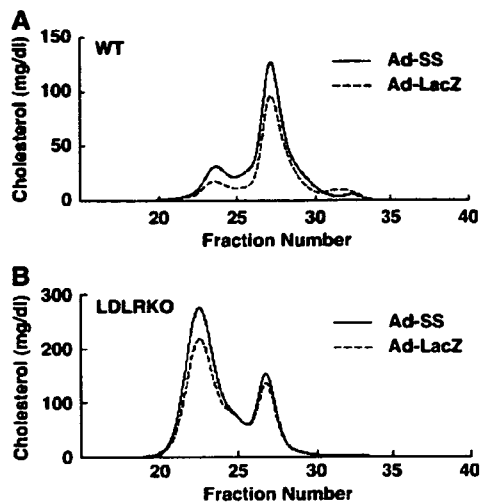 A
WT
Cholesterol (mg/dl)
150
100
50
0
Ad-SS
Ad-LacZ
20 25 30 35 40
Fraction Number
B
LDLRKO
Cholesterol (mg/dl)
300
200
100
0
Ad-SS
Ad-LacZ
20 25 30 35 40
Fraction Number